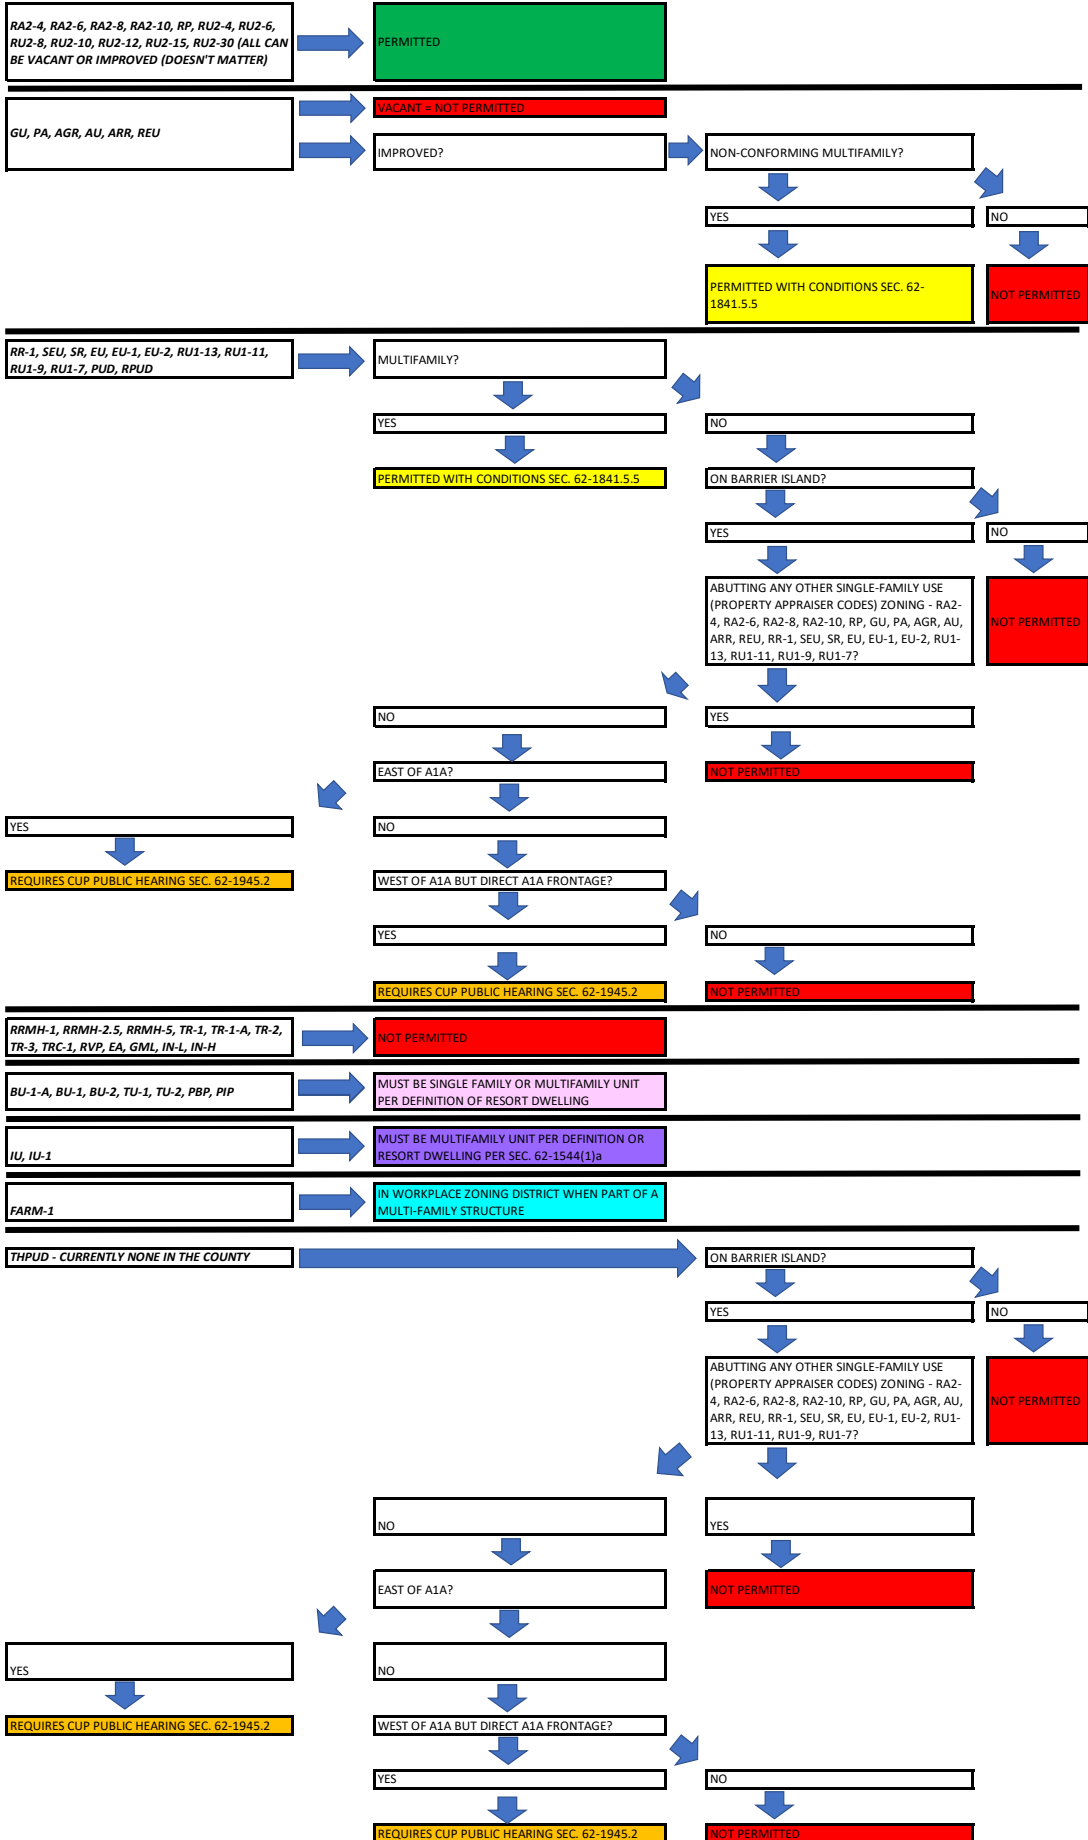 RA2-4, RA2-6, RA2-8, RA2-10, RP, RU2-4, RU2-6,
RU2-8, RU2-10, RU2-12, RU2-15, RU2-30 (ALL CAN
BE VACANT OR IMPROVED (DOESN'T MATTER)
PERMITTED
GU, PA, AGR, AU, ARR, REU
VACANT = NOT PERMITTED
IMPROVED?
NON-CONFORMING MULTIFAMILY?
YES
NO
PERMITTED WITH CONDITIONS SEC. 62-
1841.5.5
NOT PERMITTED
RR-1, SEU, SR, EU, EU-1, EU-2, RU1-13, RU1-11,
RU1-9, RU1-7, PUD, RPUD
MULTIFAMILY?
YES
NO
PERMITTED WITH CONDITIONS SEC. 62-1841.5.5
ON BARRIER ISLAND?
YES
NO
ABUTTING ANY OTHER SINGLE-FAMILY USE
(PROPERTY APPRAISER CODES) ZONING - RA2-
4, RA2-6, RA2-8, RA2-10, RP, GU, PA, AGR, AU,
ARR, REU, RR-1, SEU, SR, EU, EU-1, EU-2, RU1-
13, RU1-11, RU1-9, RU1-7?
NOT PERMITTED
NO
YES
EAST OF A1A?
NOT PERMITTED
YES
NO
REQUIRES CUP PUBLIC HEARING SEC. 62-1945.2
WEST OF A1A BUT DIRECT A1A FRONTAGE?
YES
NO
REQUIRES CUP PUBLIC HEARING SEC. 62-1945.2
NOT PERMITTED
RRMH-1, RRMH-2.5, RRMH-5, TR-1, TR-1-A, TR-2,
TR-3, TRC-1, RVP, EA, GML, IN-L, IN-H
NOT PERMITTED
BU-1-A, BU-1, BU-2, TU-1, TU-2, PBP, PIP
MUST BE SINGLE FAMILY OR MULTIFAMILY UNIT
PER DEFINITION OF RESORT DWELLING
IU, IU-1
MUST BE MULTIFAMILY UNIT PER DEFINITION OR
RESORT DWELLING PER SEC. 62-1544(1)a
FARM-1
IN WORKPLACE ZONING DISTRICT WHEN PART OF A
MULTI-FAMILY STRUCTURE
THPUD - CURRENTLY NONE IN THE COUNTY
ON BARRIER ISLAND?
YES
NO
ABUTTING ANY OTHER SINGLE-FAMILY USE
(PROPERTY APPRAISER CODES) ZONING - RA2-
4, RA2-6, RA2-8, RA2-10, RP, GU, PA, AGR, AU,
ARR, REU, RR-1, SEU, SR, EU, EU-1, EU-2, RU1-
13, RU1-11, RU1-9, RU1-7?
NOT PERMITTED
NO
YES
EAST OF A1A?
NOT PERMITTED
YES
NO
REQUIRES CUP PUBLIC HEARING SEC. 62-1945.2
WEST OF A1A BUT DIRECT A1A FRONTAGE?
YES
NO
REQUIRES CUP PUBLIC HEARING SEC. 62-1945.2
NOT PERMITTED